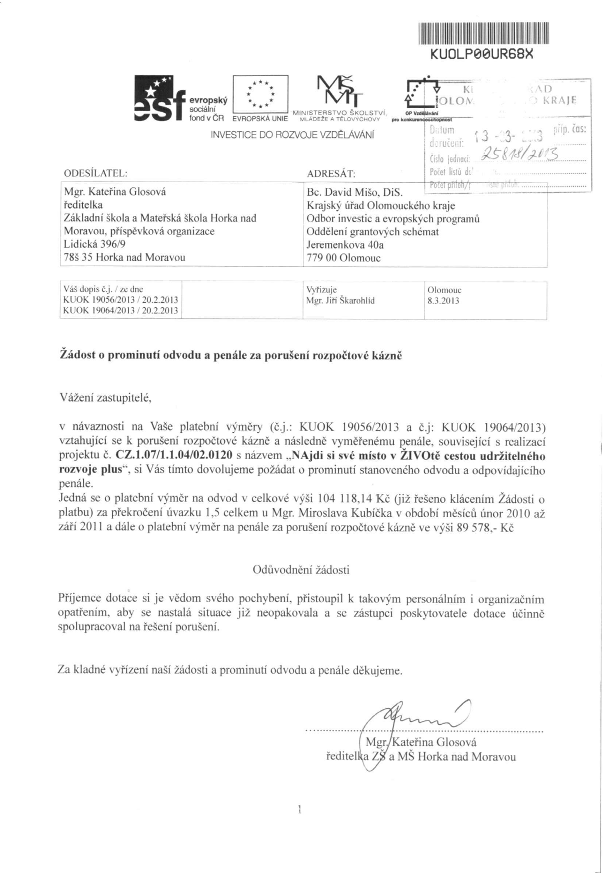 KUOLP00UR68X
esf evropský sociální fond v ČR
EVROPSKÁ UNIE
MINISTERSTVO ŠKOLSTVÍ,
MLÁDEŽE A TĚLOVÝCHOVY
OP Vzdělávání
pro konkurenceschopnost
INVESTICE DO ROZVOJE VZDĚLÁVÁNÍ
KRAJE
Datum
doručení:
13 -03-
příp. čas:
Číslo jednací:
25818/2013
Počet listů
Počet příloh/
ODESÍLATEL:
Mgr. Kateřina Glosová
ředitelka
Základní škola a Mateřská škola Horka nad
Moravou, příspěvková organizace
Lidická 396/9
78š 35 Horka nad Moravou
ADRESÁT:
Bc. David Mišo, DiS.
Krajský úřad Olomouckého kraje
Odbor investic a evropských programů
Oddělení grantových schémat
Jeremenkova 40a
779 00 Olomouc
Váš dopis č.j. / ze dne
KUOK 19056/2013 / 20.2.2013
KUOK 19064/2013 / 20.2.2013
Vyřizuje
Mgr. Jiří Škarohlíd
Olomouc
8.3.2013
Žádost o prominutí odvodu a penále za porušení rozpočtové kázně
Vážení zastupitelé,
v návaznosti na Vaše platební výměry (č.j.: KUOK 19056/2013 a č.j: KUOK 19064/2013)
vztahující se k porušení rozpočtové kázně a následně vyměřenému penále, související s realizací
projektu č. CZ.1.07/1.1.04/02.0120 s názvem „NAjdi si své místo v ŽIVOtě cestou udržitelného
rozvoje plus“, si Vás tímto dovolujeme požádat o prominutí stanoveného odvodu a odpovídajícího
penále.
Jedná se o platební výměr na odvod v celkové výši 104 118,14 Kč (již řešeno klácením Žádosti o
platbu) za překročení úvazku 1,5 celkem u Mgr. Miroslava Kubíčka v období měsíců únor 2010 až
září 2011 a dále o platební výměr na penále za porušení rozpočtové kázně ve výši 89 578,- Kč
Odůvodnění žádosti
Příjemce dotace si je vědom svého pochybení, přistoupil k takovým personálním i organizačním
opatřením, aby se nastalá situace již neopakovala a se zástupci poskytovatele dotace účinně
spolupracoval na řešení porušení.
Za kladné vyřízení naší žádosti a prominutí odvodu a penále děkujeme.
Mgr. Kateřina Glosová
ředitelka ZŠ a MŠ Horka nad Moravou
1